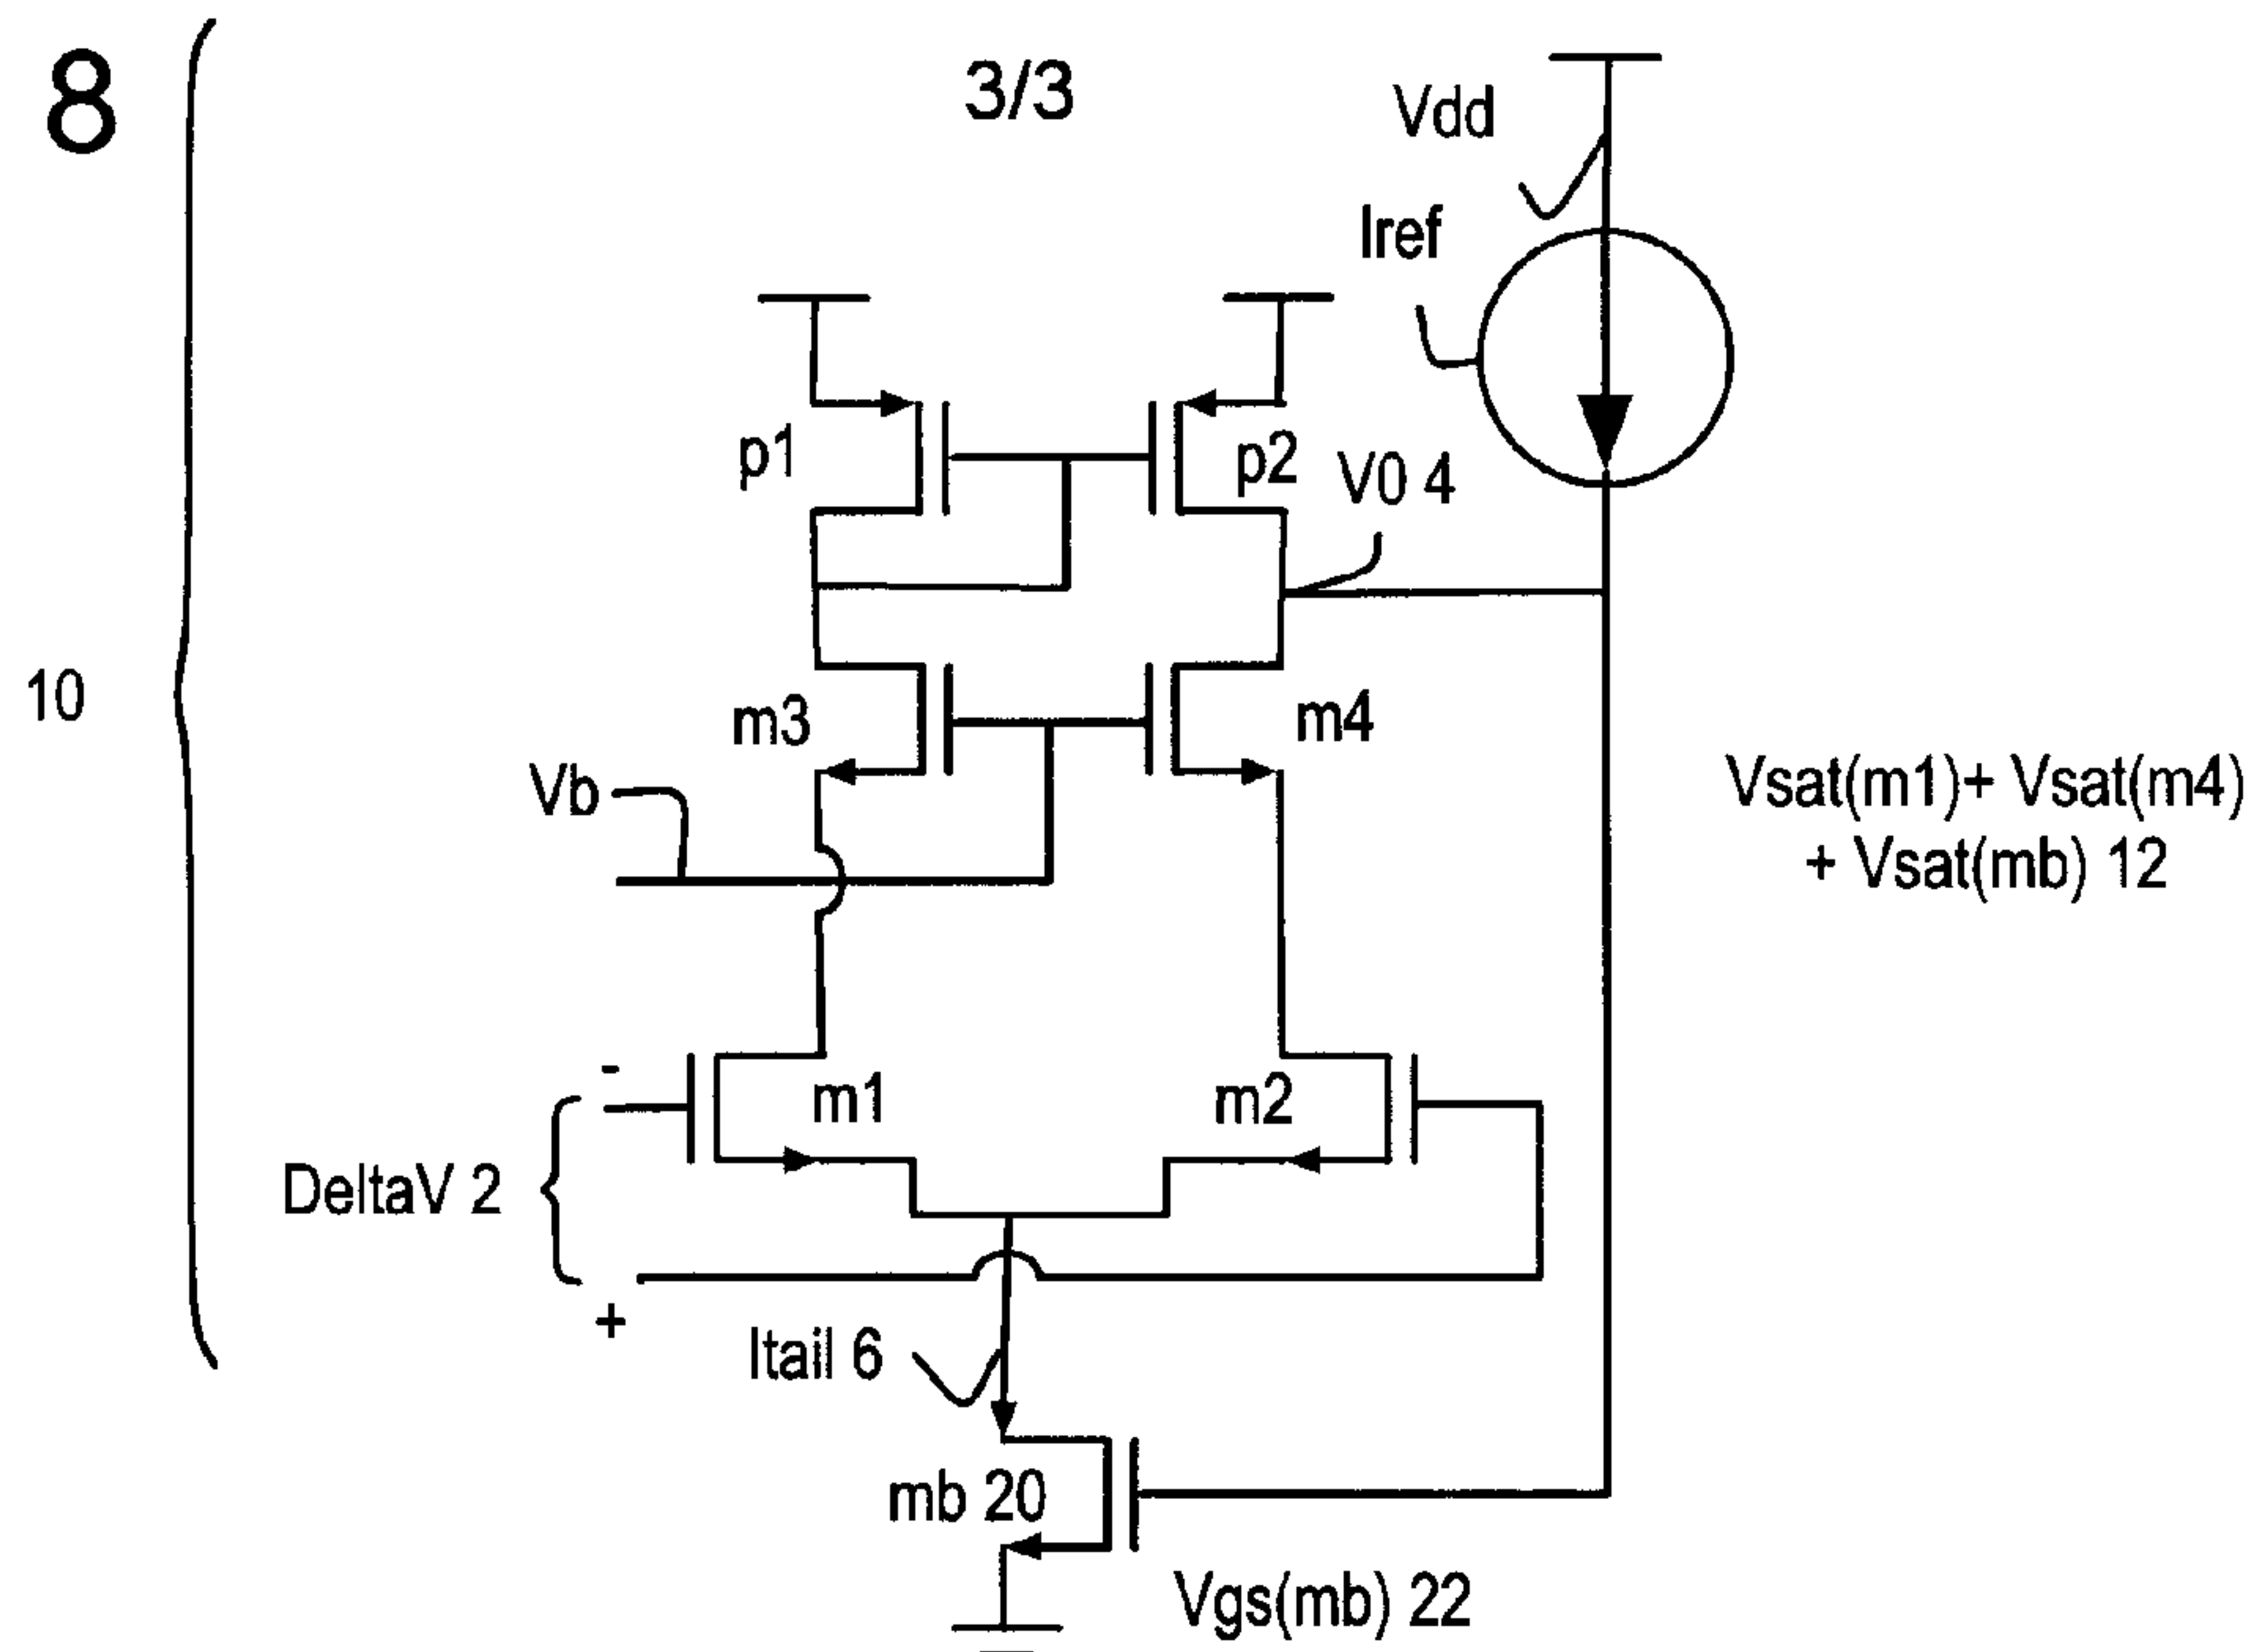 8
3/3
Vdd
Iref
p1
p2
V0 4
10
m3
m4
Vb
Vsat(m1)+ Vsat(m4)
+ Vsat(mb) 12
-
m1
m2
DeltaV 2
+
Itail 6
mb 20
Vgs(mb) 22